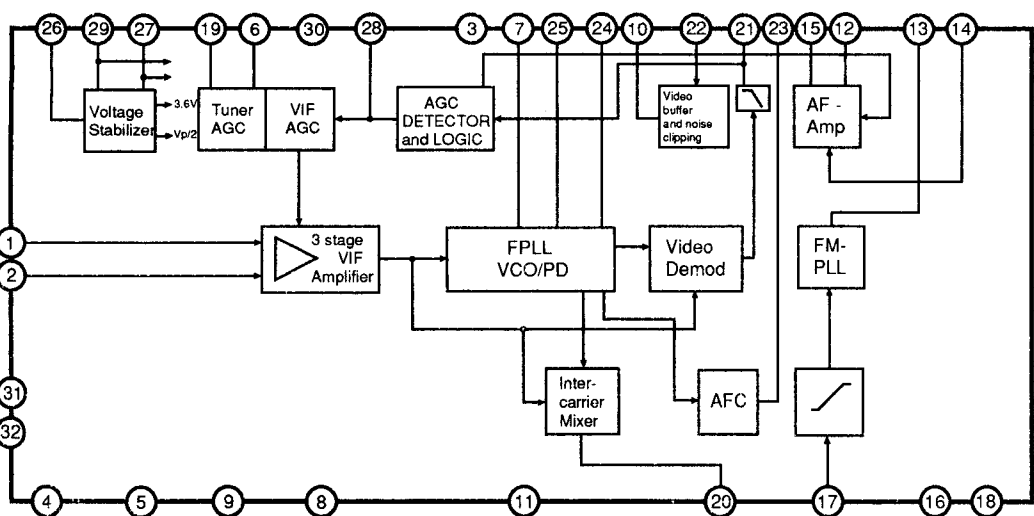 26 29 27 19 6 30 28 3 7 25 24 10 22 21 23 15 12 13 14
Voltage
Stabilizer
3.6V
Vp/2
Tuner
AGC
VIF
AGC
AGC
DETECTOR
and LOGIC
Video
buffer
and noise
clipping
AF -
Amp
1
2
3 stage
VIF
Amplifier
FPLL
VCO/PD
Video
Demod
FM-
PLL
31
32
Inter-
carrier
Mixer
AFC
4 5 9 8 11 20 17 16 18